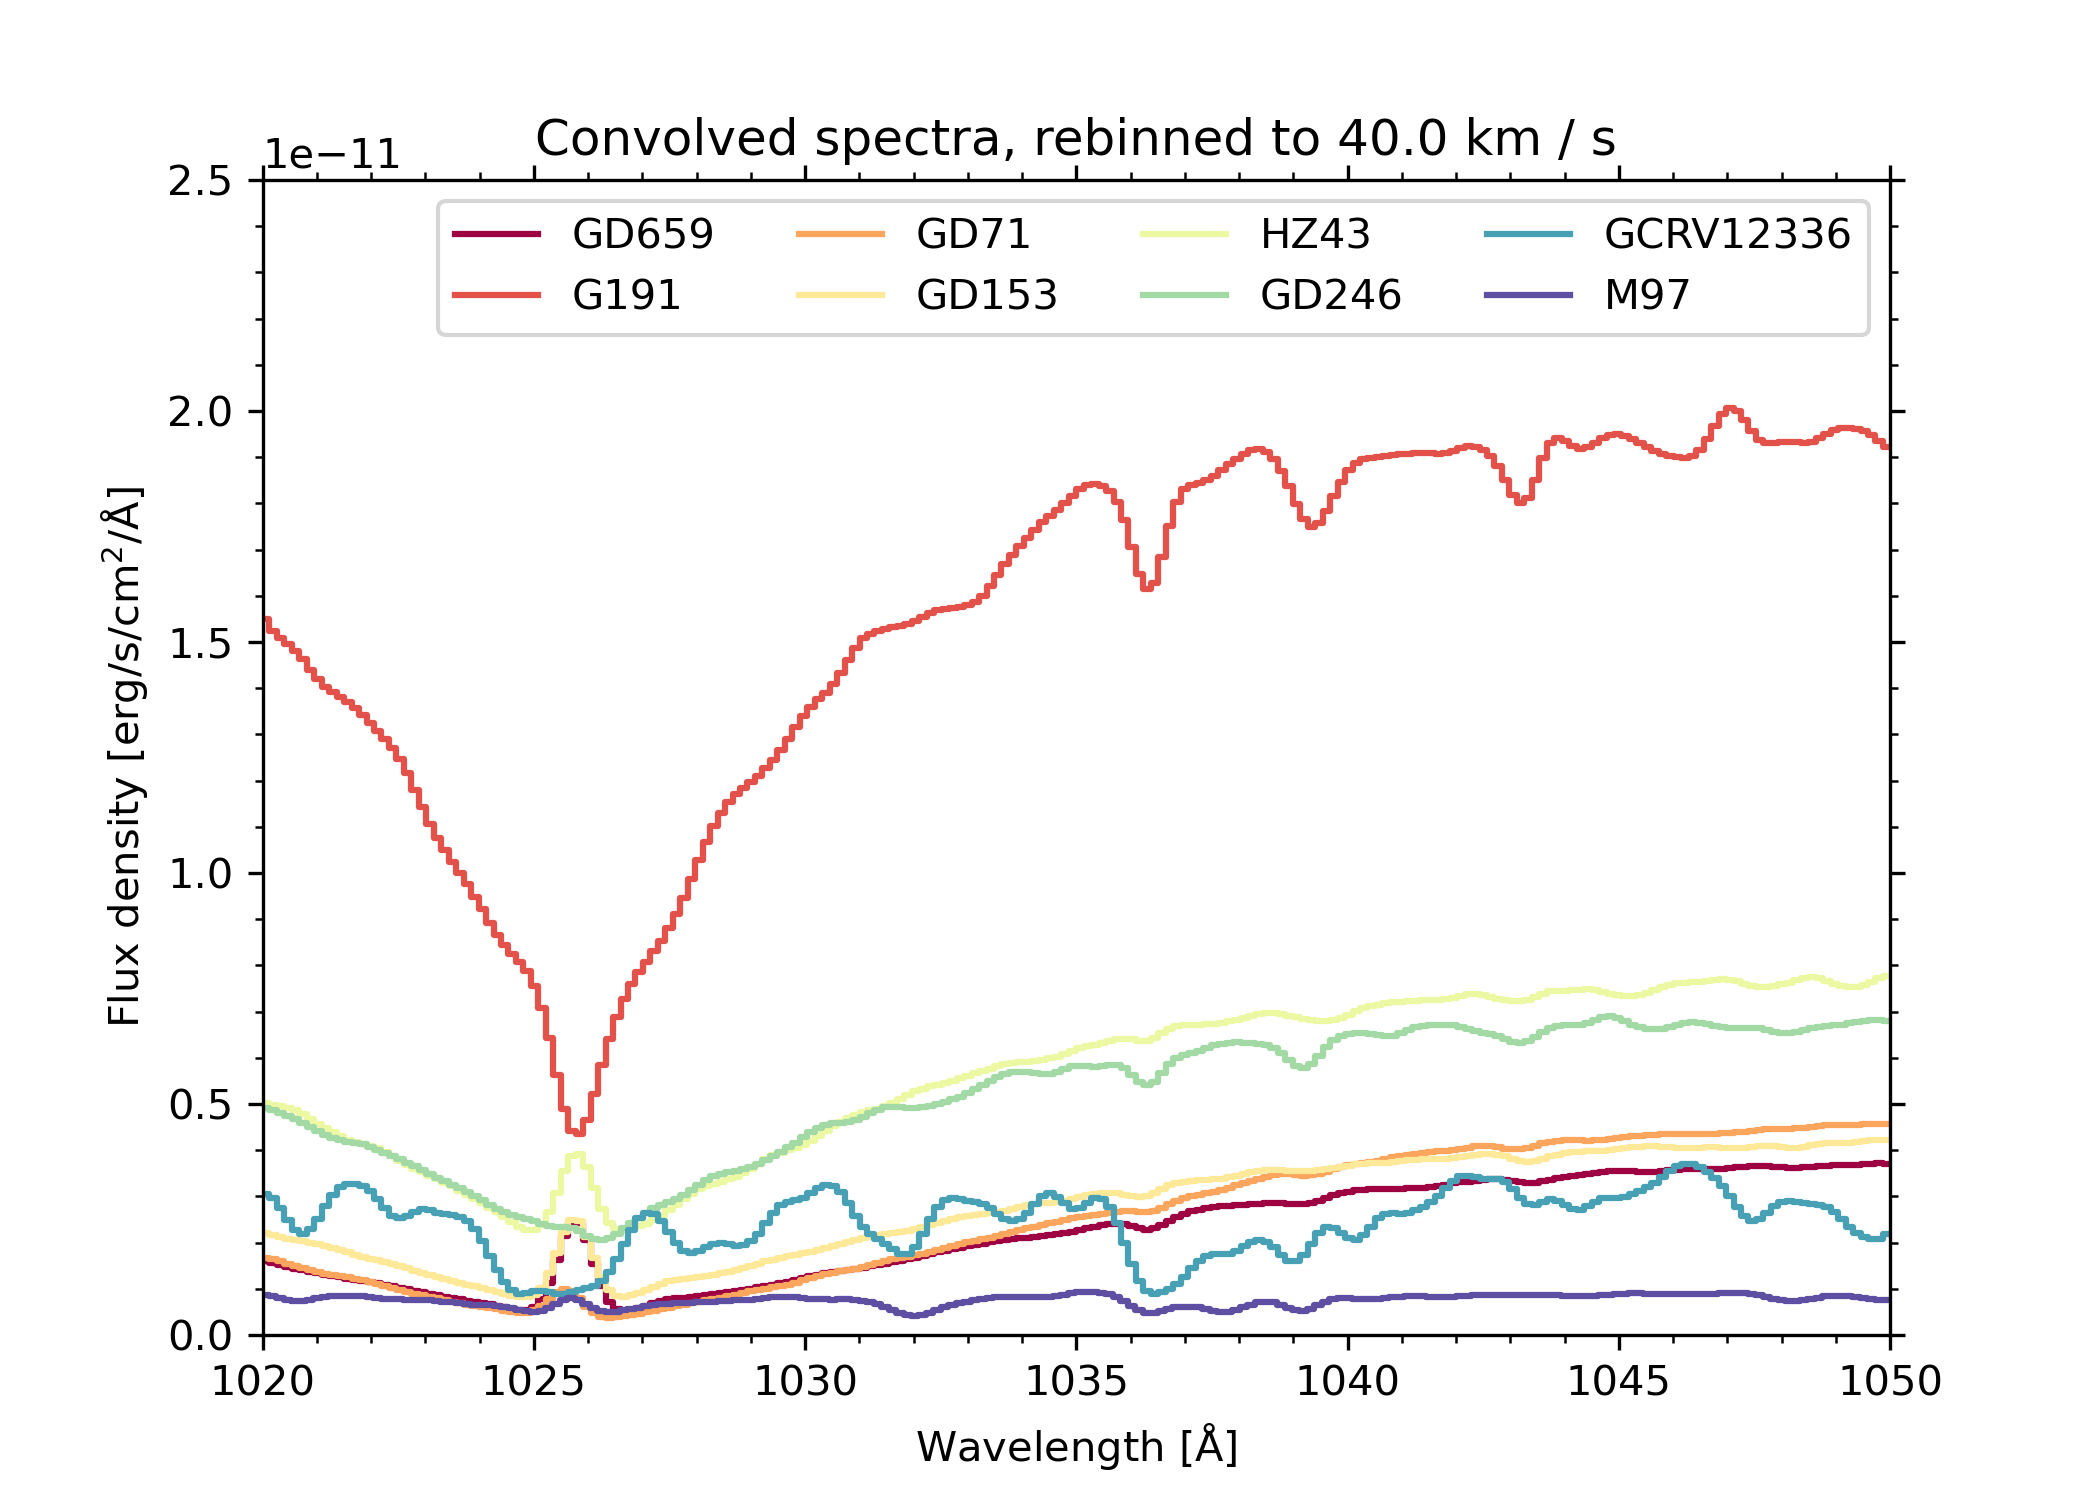 Convolved spectra, rebinned to 40.0 km / s
1e−11
GD659 GD71 HZ43 GCRV12336
G191 GD153 GD246 M97
2.5
2.0
1.5
1.0
0.5
0.0
Flux density [erg/s/cm²/Å]
1020 1025 1030 1035 1040 1045 1050
Wavelength [Å]